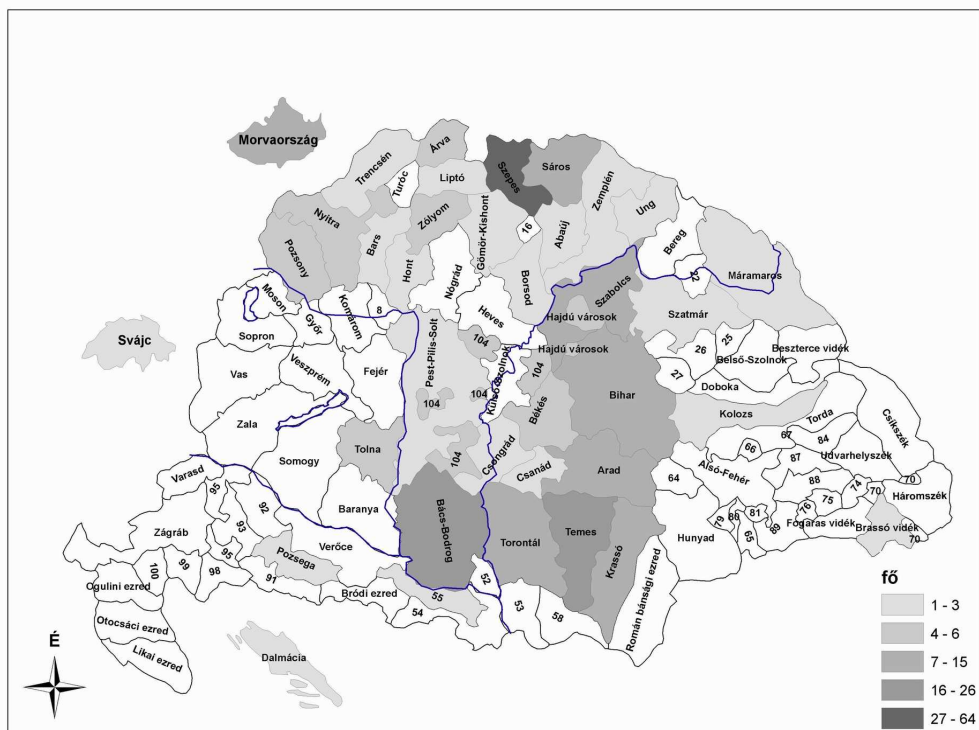 Morvaország
Árva
Trencsén
Turóc
Liptó
Szepes
Sáros
Zemplén
Ung
Nyitra
Zólyom
Bars
Gömör-Kishont
16
Abaúj
Bereg
22
Máramaros
Pozsony
Hont
Nógrád
Borsod
Szabolcs
Moson
Győr
Komárom
8
Heves
Hajdú városok
Szatmár
Svájc
Sopron
Pest-Pilis-Solt
104
Hajdú városok
26
25
Belső-Szolnok
Beszterce vidék
Vas
Veszprém
Fejér
104
104
Külső-Szolnok
104
Békés
Bihar
27
Doboka
Csíkszék
Zala
Kolozs
Torda
Tolna
Somogy
104
Csongrád
Csanád
Arad
66
67
84
Udvarhelyszék
87
Alsó-Fehér
64
88
74
70
70
Háromszék
Varasd
95
92
93
Baranya
Bács-Bodrog
Torontál
Temes
Krassó
Hunyad
79
80
81
65
89
76
75
Fogaras vidék
Brassó vidék
70
Zágráb
Verőce
Pozsega
95
98
99
100
91
Ogulini ezred
Bródi ezred
55
54
52
53
58
Román bánsági ezred
Otocsáci ezred
Likai ezred
Dalmácia
É
fő
1 - 3
4 - 6
7 - 15
16 - 26
27 - 64